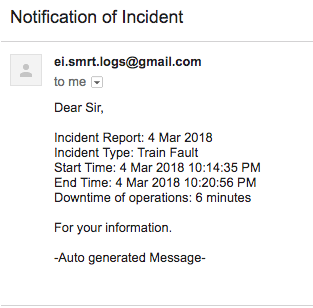 Notification of Incident
ei.smrt.logs@gmail.com
to me
Dear Sir,
Incident Report: 4 Mar 2018
Incident Type: Train Fault
Start Time: 4 Mar 2018 10:14:35 PM
End Time: 4 Mar 2018 10:20:56 PM
Downtime of operations: 6 minutes
For your information.
-Auto generated Message-